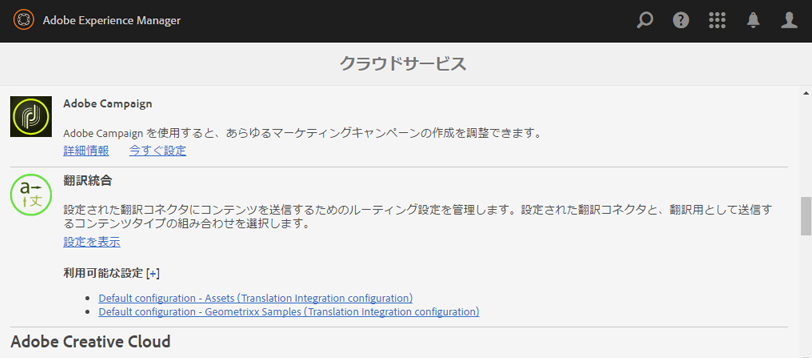 Adobe Experience Manager
クラウドサービス
Adobe Campaign
Adobe Campaign を使用すると、あらゆるマーケティングキャンペーンの作成を調整できます。
詳細情報 今すぐ設定
a
丈
翻訳統合
設定された翻訳コネクタにコンテンツを送信するためのルーティング設定を管理します。設定された翻訳コネクタと、翻訳用として送信す
るコンテンツタイプの組み合わせを選択します。
設定を表示
利用可能な設定 [+]
• Default configuration - Assets (Translation Integration configuration)
• Default configuration - Geometrixx Samples (Translation Integration configuration)
Adobe Creative Cloud